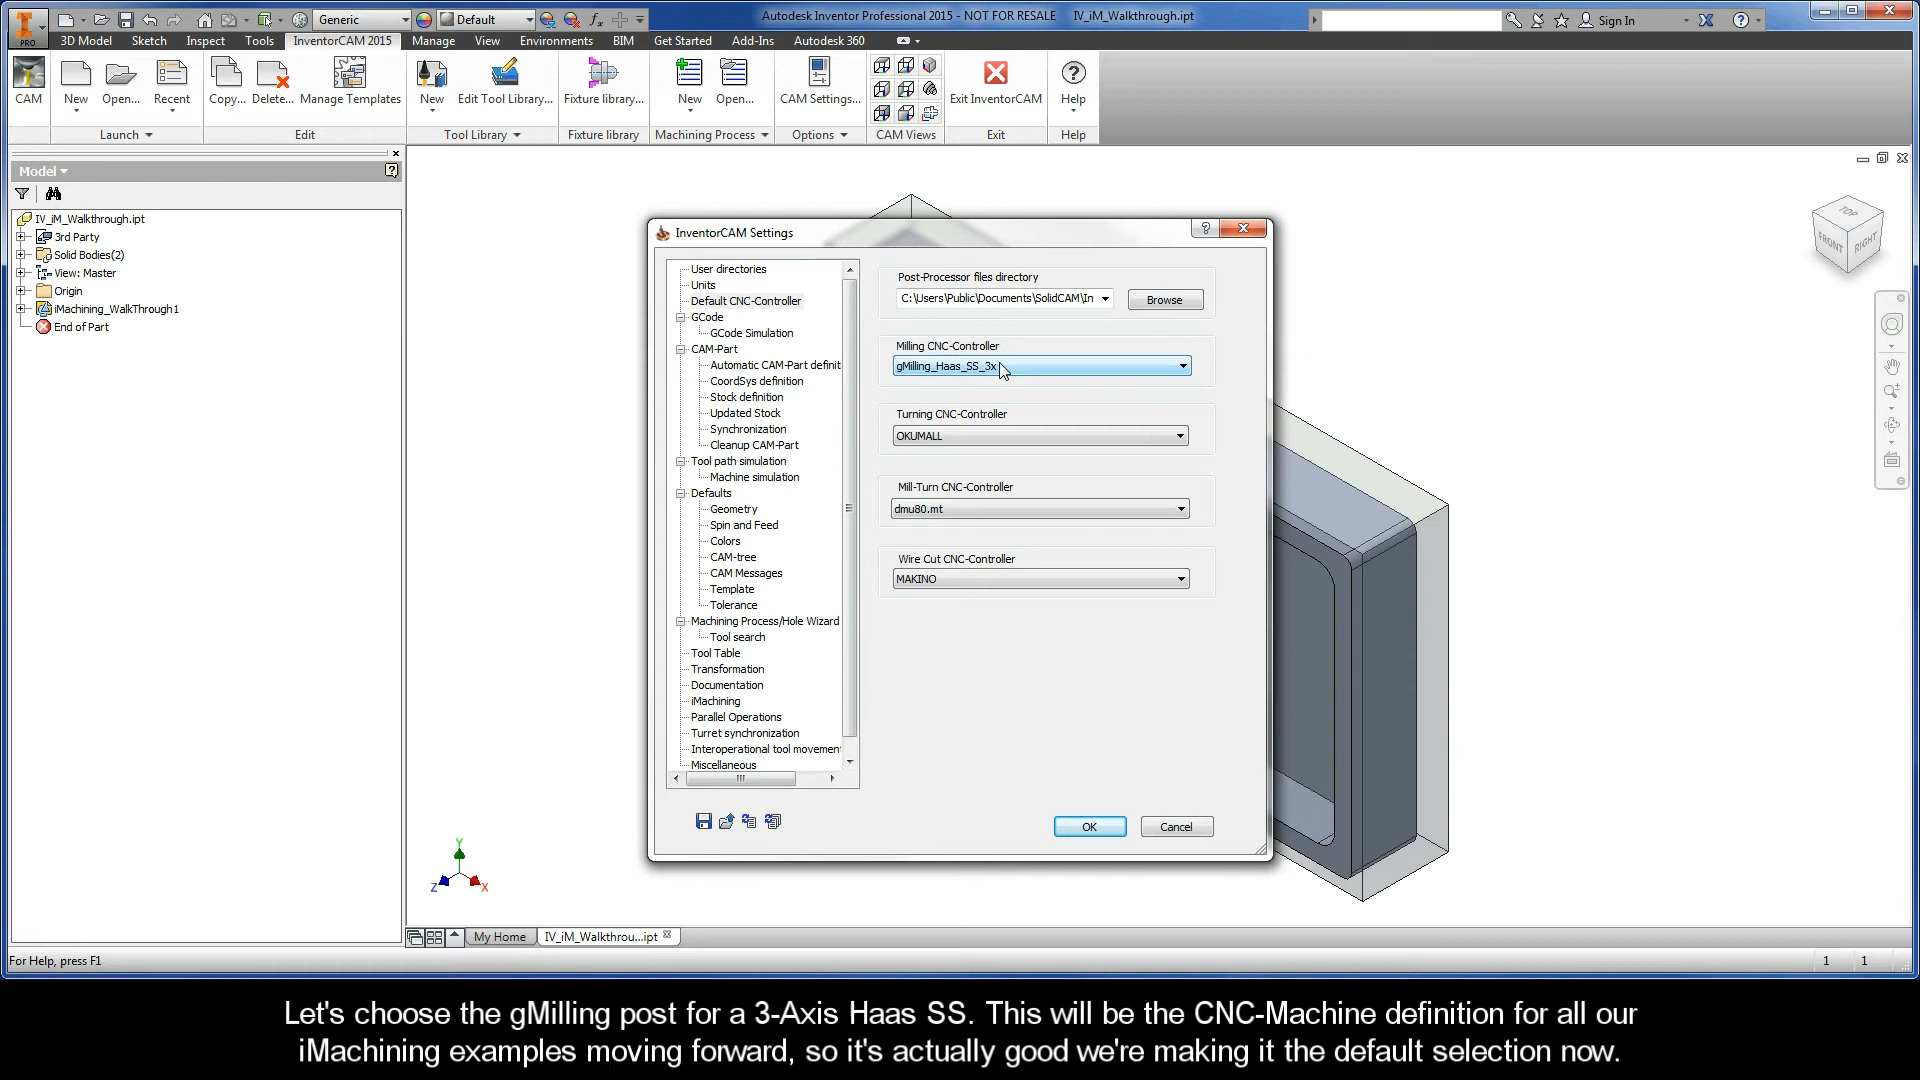 Generic
Default
Autodesk Inventor Professional 2015 - NOT FOR RESALE IV_iM_Walkthrough.ipt
Sign In
PRO
3D Model Sketch Inspect Tools InventorCAM 2015 Manage View Environments BIM Get Started Add-Ins Autodesk 360
CAM New Open... Recent Copy... Delete... Manage Templates New Edit Tool Library... Fixture library... New Open... CAM Settings... Exit InventorCAM Help
Launch Edit Tool Library Fixture library Machining Process Options CAM Views Exit Help
Model
IV_iM_Walkthrough.ipt
3rd Party
Solid Bodies(2)
View: Master
Origin
iMachining_WalkThrough1
End of Part
TOP
FRONT
RIGHT
InventorCAM Settings
User directories
Units
Default CNC-Controller
GCode
GCode Simulation
CAM-Part
Automatic CAM-Part definit
CoordSys definition
Stock definition
Updated Stock
Synchronization
Cleanup CAM-Part
Tool path simulation
Machine simulation
Defaults
Geometry
Spin and Feed
Colors
CAM-tree
CAM Messages
Template
Tolerance
Machining Process/Hole Wizard
Tool search
Tool Table
Transformation
Documentation
iMachining
Parallel Operations
Turret synchronization
Interoperational tool movement
Miscellaneous
Post-Processor files directory
C:\Users\Public\Documents\SolidCAM\In
Browse
Milling CNC-Controller
gMilling_Haas_SS_3x
Turning CNC-Controller
OKUMALL
Mill-Turn CNC-Controller
dmu80.mt
Wire Cut CNC-Controller
MAKINO
OK
Cancel
Y
Z
X
My Home
IV_iM_Walkthrou...ipt
For Help, press F1
1 1
Let's choose the gMilling post for a 3-Axis Haas SS. This will be the CNC-Machine definition for all our
iMachining examples moving forward, so it's actually good we're making it the default selection now.